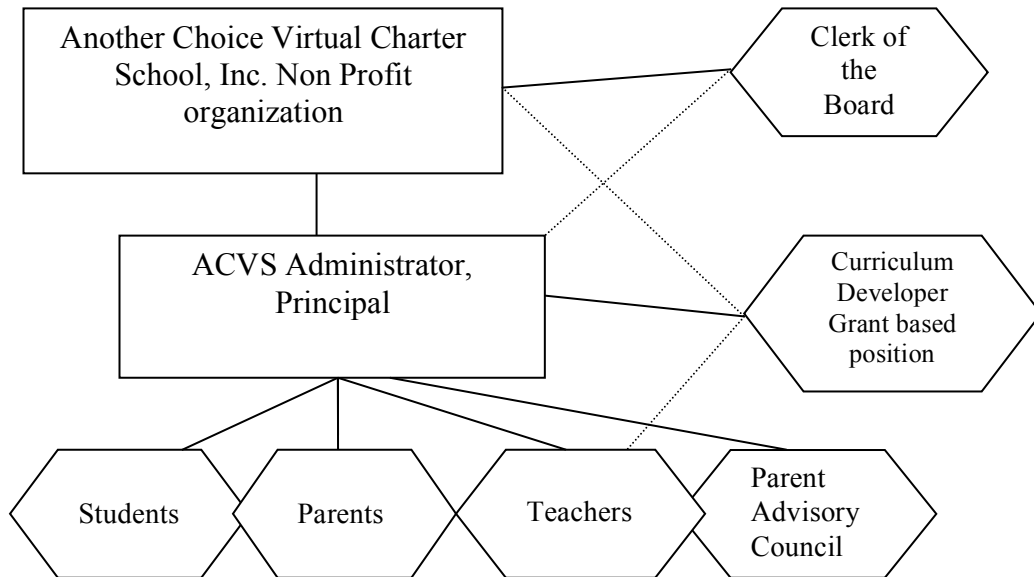 Another Choice Virtual Charter
School, Inc. Non Profit
organization
Clerk of
the
Board
ACVS Administrator,
Principal
Curriculum
Developer
Grant based
position
Students
Parents
Teachers
Parent
Advisory
Council